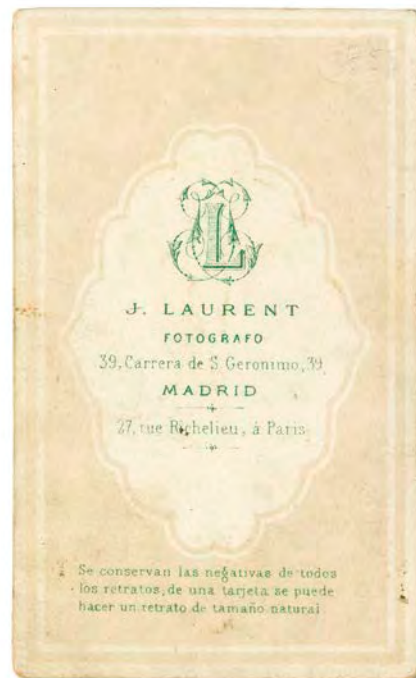 JL
J. LAURENT
FOTOGRAFO
39, Carrera de S. Geronimo, 39
MADRID
27, rue Richelieu, à Paris
Se conservan las negativas de todos
los retratos, de una tarjeta se puede
hacer un retrato de tamaño natural